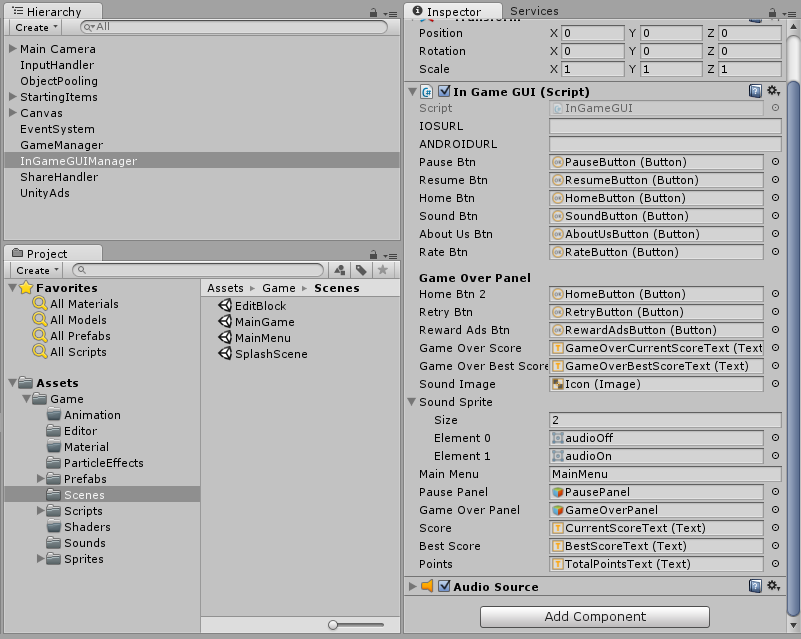 Hierarchy
Create
All
Main Camera
InputHandler
ObjectPooling
StartingItems
Canvas
EventSystem
GameManager
InGameGUIManager
ShareHandler
UnityAds
Project
Create
Favorites
All Materials
All Models
All Prefabs
All Scripts
Assets
Game
Animation
Editor
Material
ParticleEffects
Prefabs
Scenes
Scripts
Shaders
Sounds
Sprites
Assets Game Scenes
EditBlock
MainGame
MainMenu
SplashScene
Inspector Services
Transform
Position X 0 Y 0 Z 0
Rotation X 0 Y 0 Z 0
Scale X 1 Y 1 Z 1
In Game GUI (Script)
Script InGameGUI
IOSURL
ANDROIDURL
Pause Btn PauseButton (Button)
Resume Btn ResumeButton (Button)
Home Btn HomeButton (Button)
Sound Btn SoundButton (Button)
About Us Btn AboutUsButton (Button)
Rate Btn RateButton (Button)
Game Over Panel
Home Btn 2 HomeButton (Button)
Retry Btn RetryButton (Button)
Reward Ads Btn RewardAdsButton (Button)
Game Over Score GameOverCurrentScoreText (Text
Game Over Best Score GameOverBestScoreText (Text)
Sound Image Icon (Image)
Sound Sprite
Size 2
Element 0 audioOff
Element 1 audioOn
Main Menu MainMenu
Pause Panel PausePanel
Game Over Panel GameOverPanel
Score CurrentScoreText (Text)
Best Score BestScoreText (Text)
Points TotalPointsText (Text)
Audio Source
Add Component